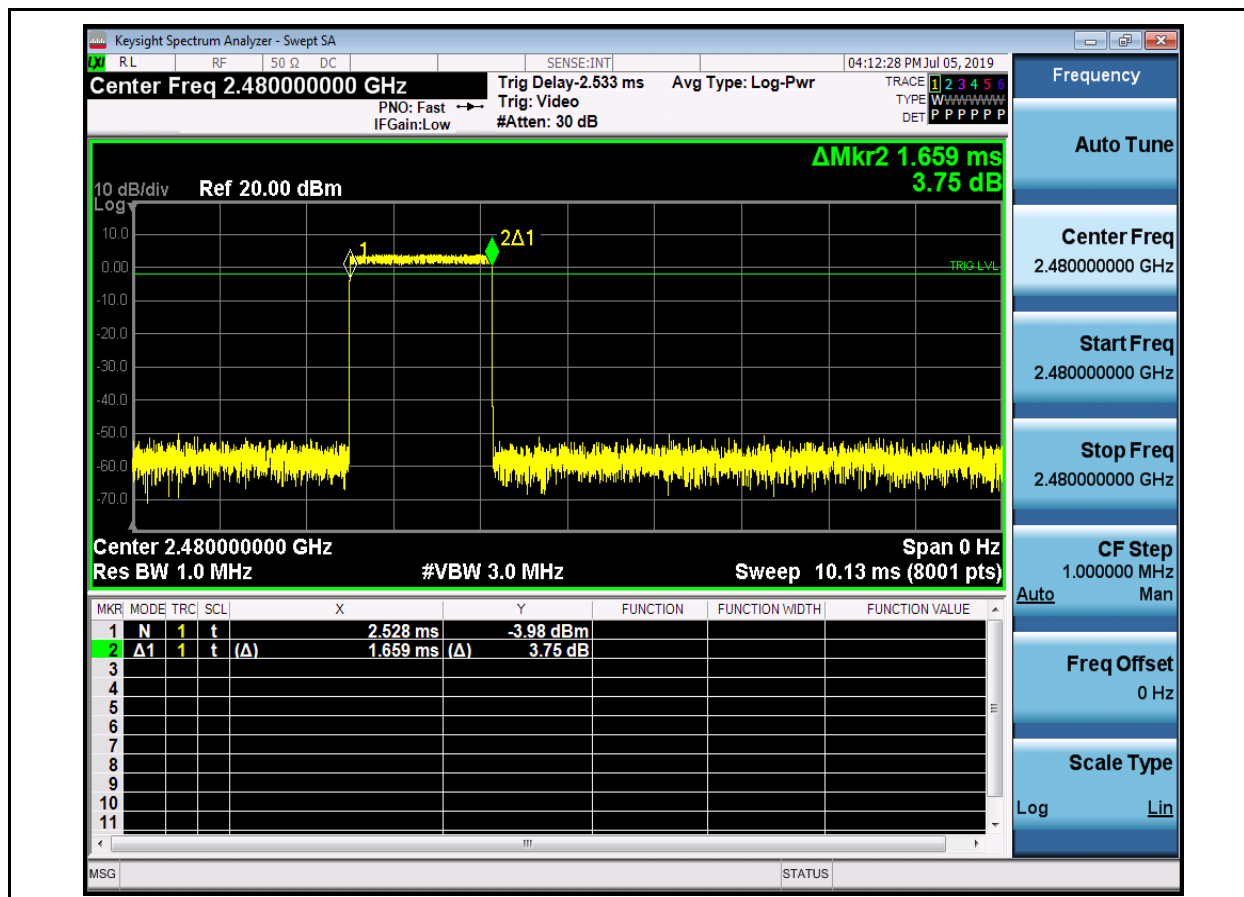 Keysight Spectrum Analyzer - Swept SA
LXI RL RF 50 Ω DC SENSE:INT 04:12:28 PM Jul 05, 2019
Center Freq 2.480000000 GHz
PNO: Fast
IFGain:Low
Trig Delay-2.533 ms
Trig: Video
#Atten: 30 dB
Avg Type: Log-Pwr
TRACE 1 2 3 4 5 6
TYPE WWWWWW
DET P P P P P P
ΔMkr2 1.659 ms
3.75 dB
10 dB/div Ref 20.00 dBm
Log
10.0
0.00
-10.0
-20.0
-30.0
-40.0
-50.0
-60.0
-70.0
1
2Δ1
TRIG LVL
Center 2.480000000 GHz Span 0 Hz
Res BW 1.0 MHz #VBW 3.0 MHz Sweep 10.13 ms (8001 pts)
MKR MODE TRC SCL X Y FUNCTION FUNCTION WIDTH FUNCTION VALUE
1 N 1 t 2.528 ms -3.98 dBm
2 Δ1 1 t (Δ) 1.659 ms (Δ) 3.75 dB
3
4
5
6
7
8
9
10
11
MSG STATUS
Frequency
Auto Tune
Center Freq
2.480000000 GHz
Start Freq
2.480000000 GHz
Stop Freq
2.480000000 GHz
CF Step
1.000000 MHz
Auto Man
Freq Offset
0 Hz
Scale Type
Log Lin